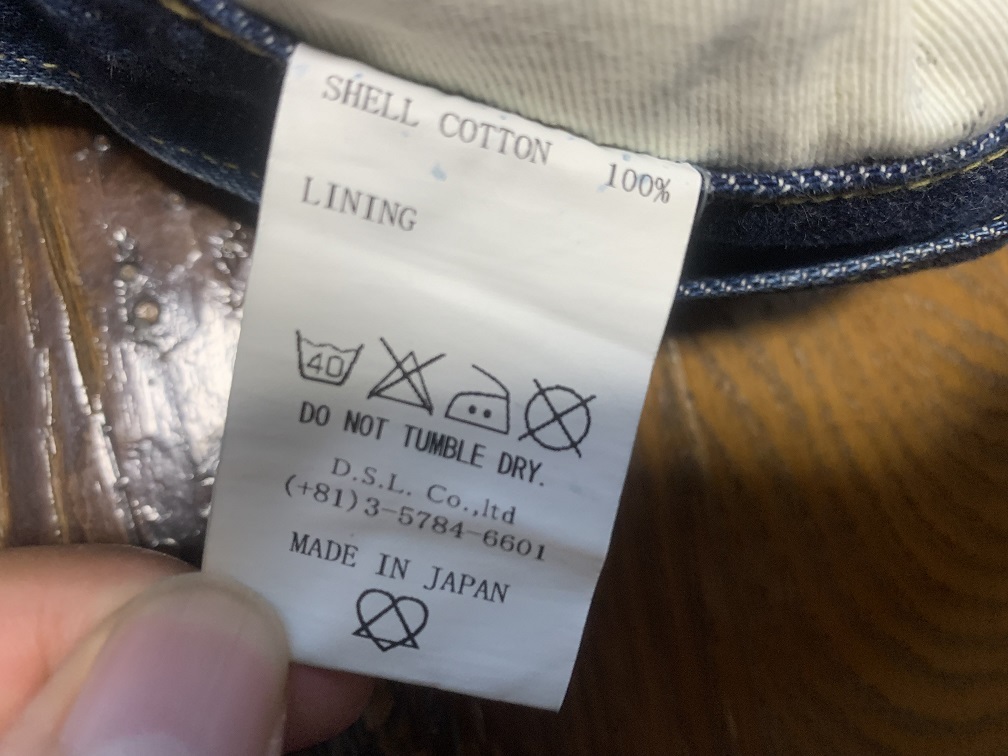 SHELL COTTON 100%
LINING
40
DO NOT TUMBLE DRY.
D.S.L. Co.,ltd
(+81)3-5784-6601
MADE IN JAPAN